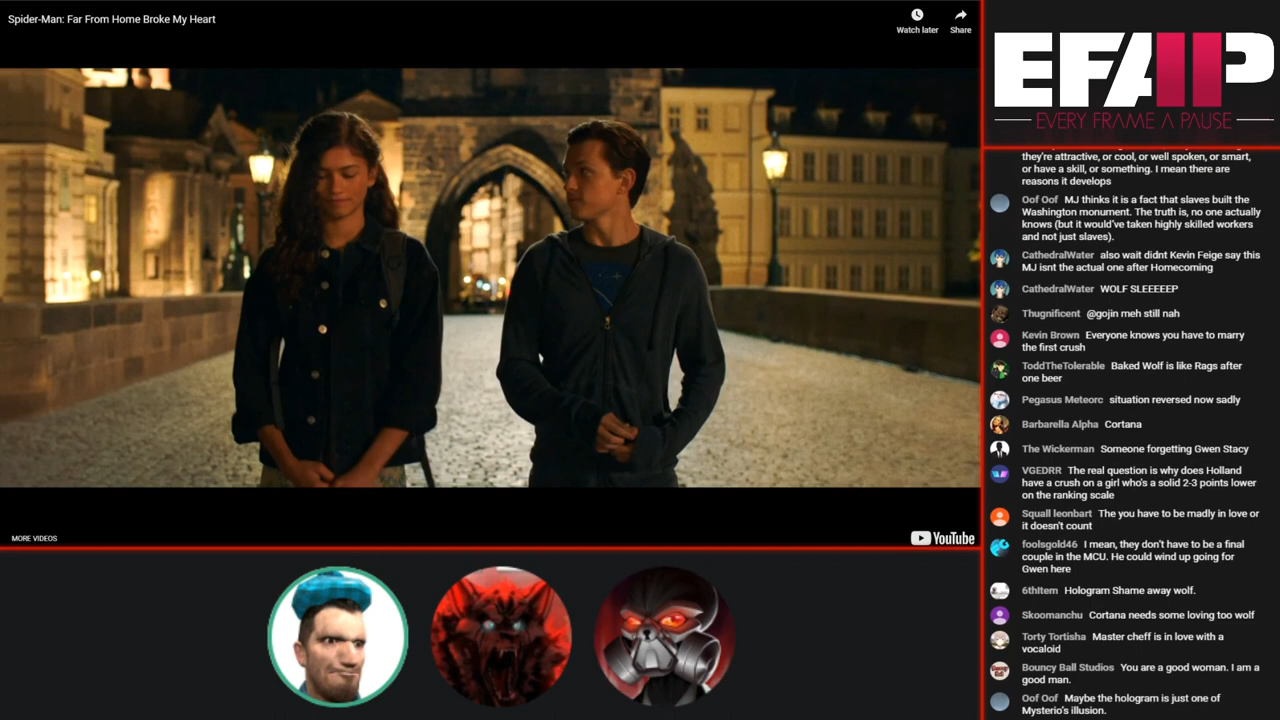 Spider-Man: Far From Home Broke My Heart
Watch later
Share
MORE VIDEOS
YouTube
EFAP
EVERY FRAME A PAUSE
they're attractive, or cool, or well spoken, or smart,
or have a skill, or something. I mean there are
reasons it develops
Oof Oof MJ thinks it is a fact that slaves built the
Washington monument. The truth is, no one actually
knows (but it would've taken highly skilled workers
and not just slaves).
CathedralWater also wait didnt Kevin Feige say this
MJ isnt the actual one after Homecoming
CathedralWater WOLF SLEEEEEP
Thugnificent @gojin meh still nah
Kevin Brown Everyone knows you have to marry
the first crush
ToddTheTolerable Baked Wolf is like Rags after
one beer
Pegasus Meteorc situation reversed now sadly
Barbarella Alpha Cortana
The Wickerman Someone forgetting Gwen Stacy
VGEDRR The real question is why does Holland
have a crush on a girl who's a solid 2-3 points lower
on the ranking scale
Squall leonbart The you have to be madly in love or
it doesn't count
foolsgold46 I mean, they don't have to be a final
couple in the MCU. He could wind up going for
Gwen here
6thItem Hologram Shame away wolf.
Skoomanchu Cortana needs some loving too wolf
Torty Tortisha Master cheff is in love with a
vocaloid
Bouncy Ball Studios You are a good woman. I am a
good man.
Oof Oof Maybe the hologram is just one of
Mysterio's illusion.